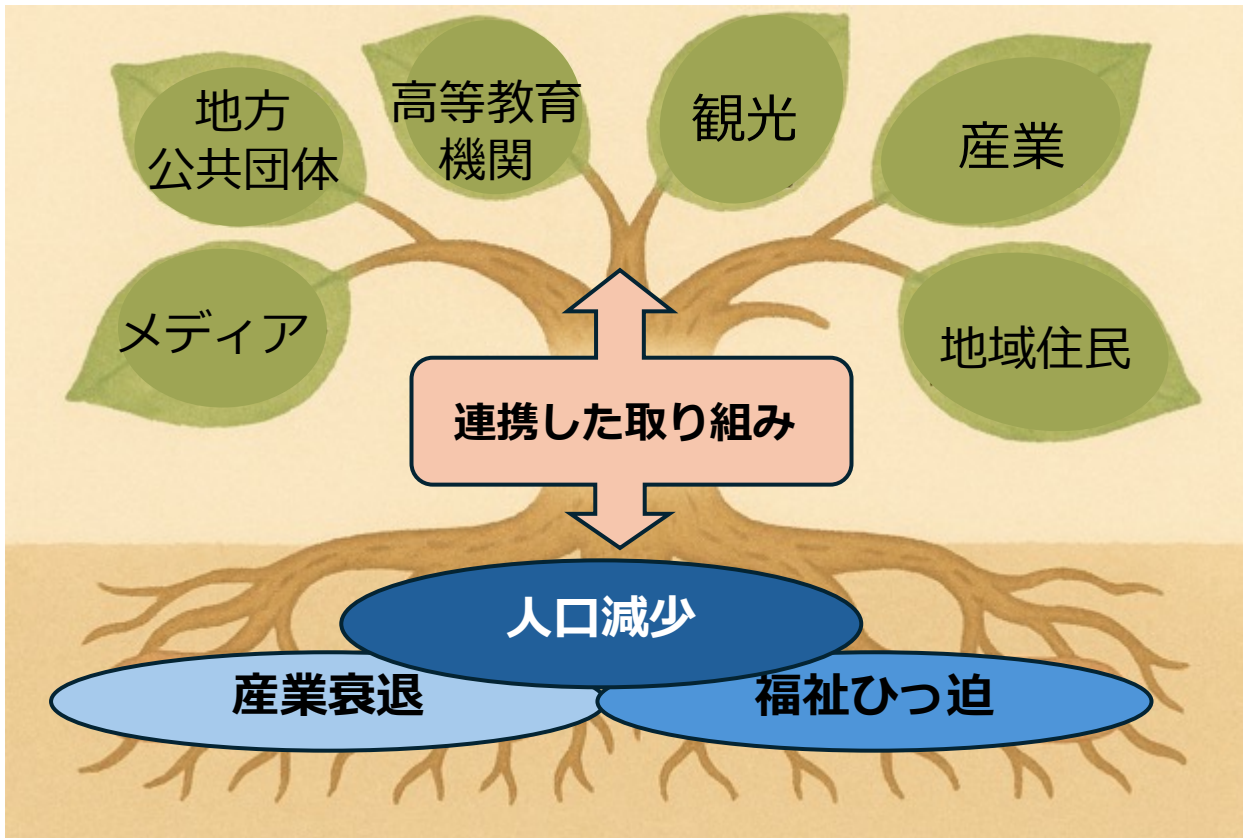 地方
公共団体
高等教育
機関
観光
産業
メディア
地域住民
連携した取り組み
人口減少
産業衰退
福祉ひっ迫